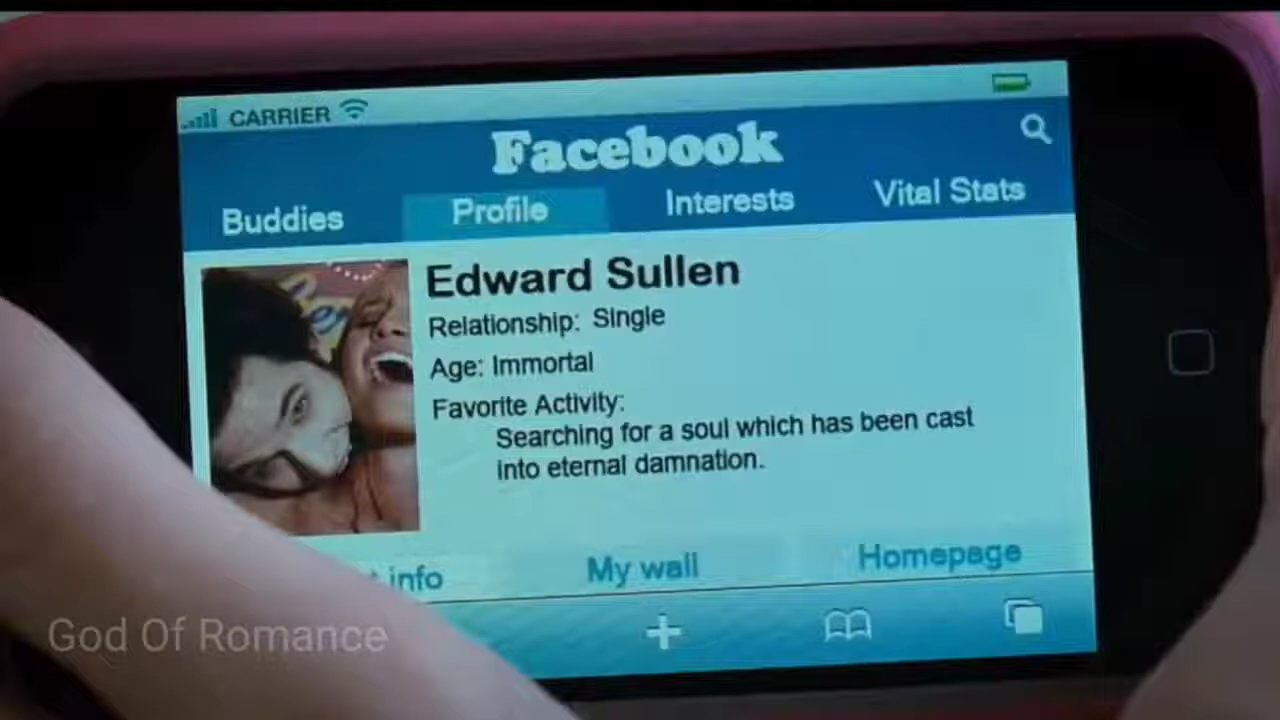 CARRIER
Facebook
Buddies Profile Interests Vital Stats
Edward Sullen
Relationship: Single
Age: Immortal
Favorite Activity:
Searching for a soul which has been cast
into eternal damnation.
info My wall Homepage
God Of Romance